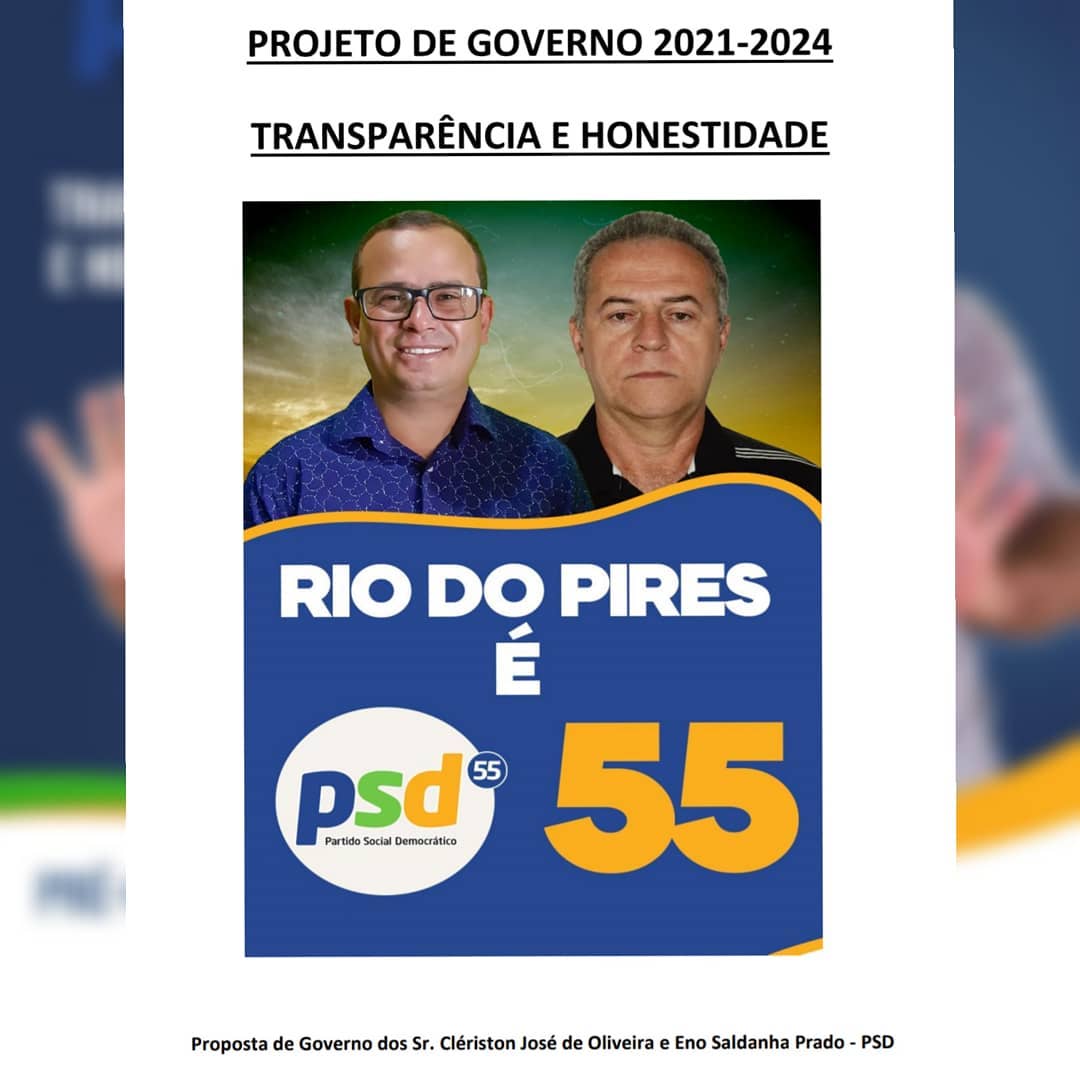 PROJETO DE GOVERNO 2021-2024
TRANSPARÊNCIA E HONESTIDADE
RIO DO PIRES
É
psd 55
Partido Social Democrático
55
Proposta de Governo dos Sr. Clériston José de Oliveira e Eno Saldanha Prado - PSD